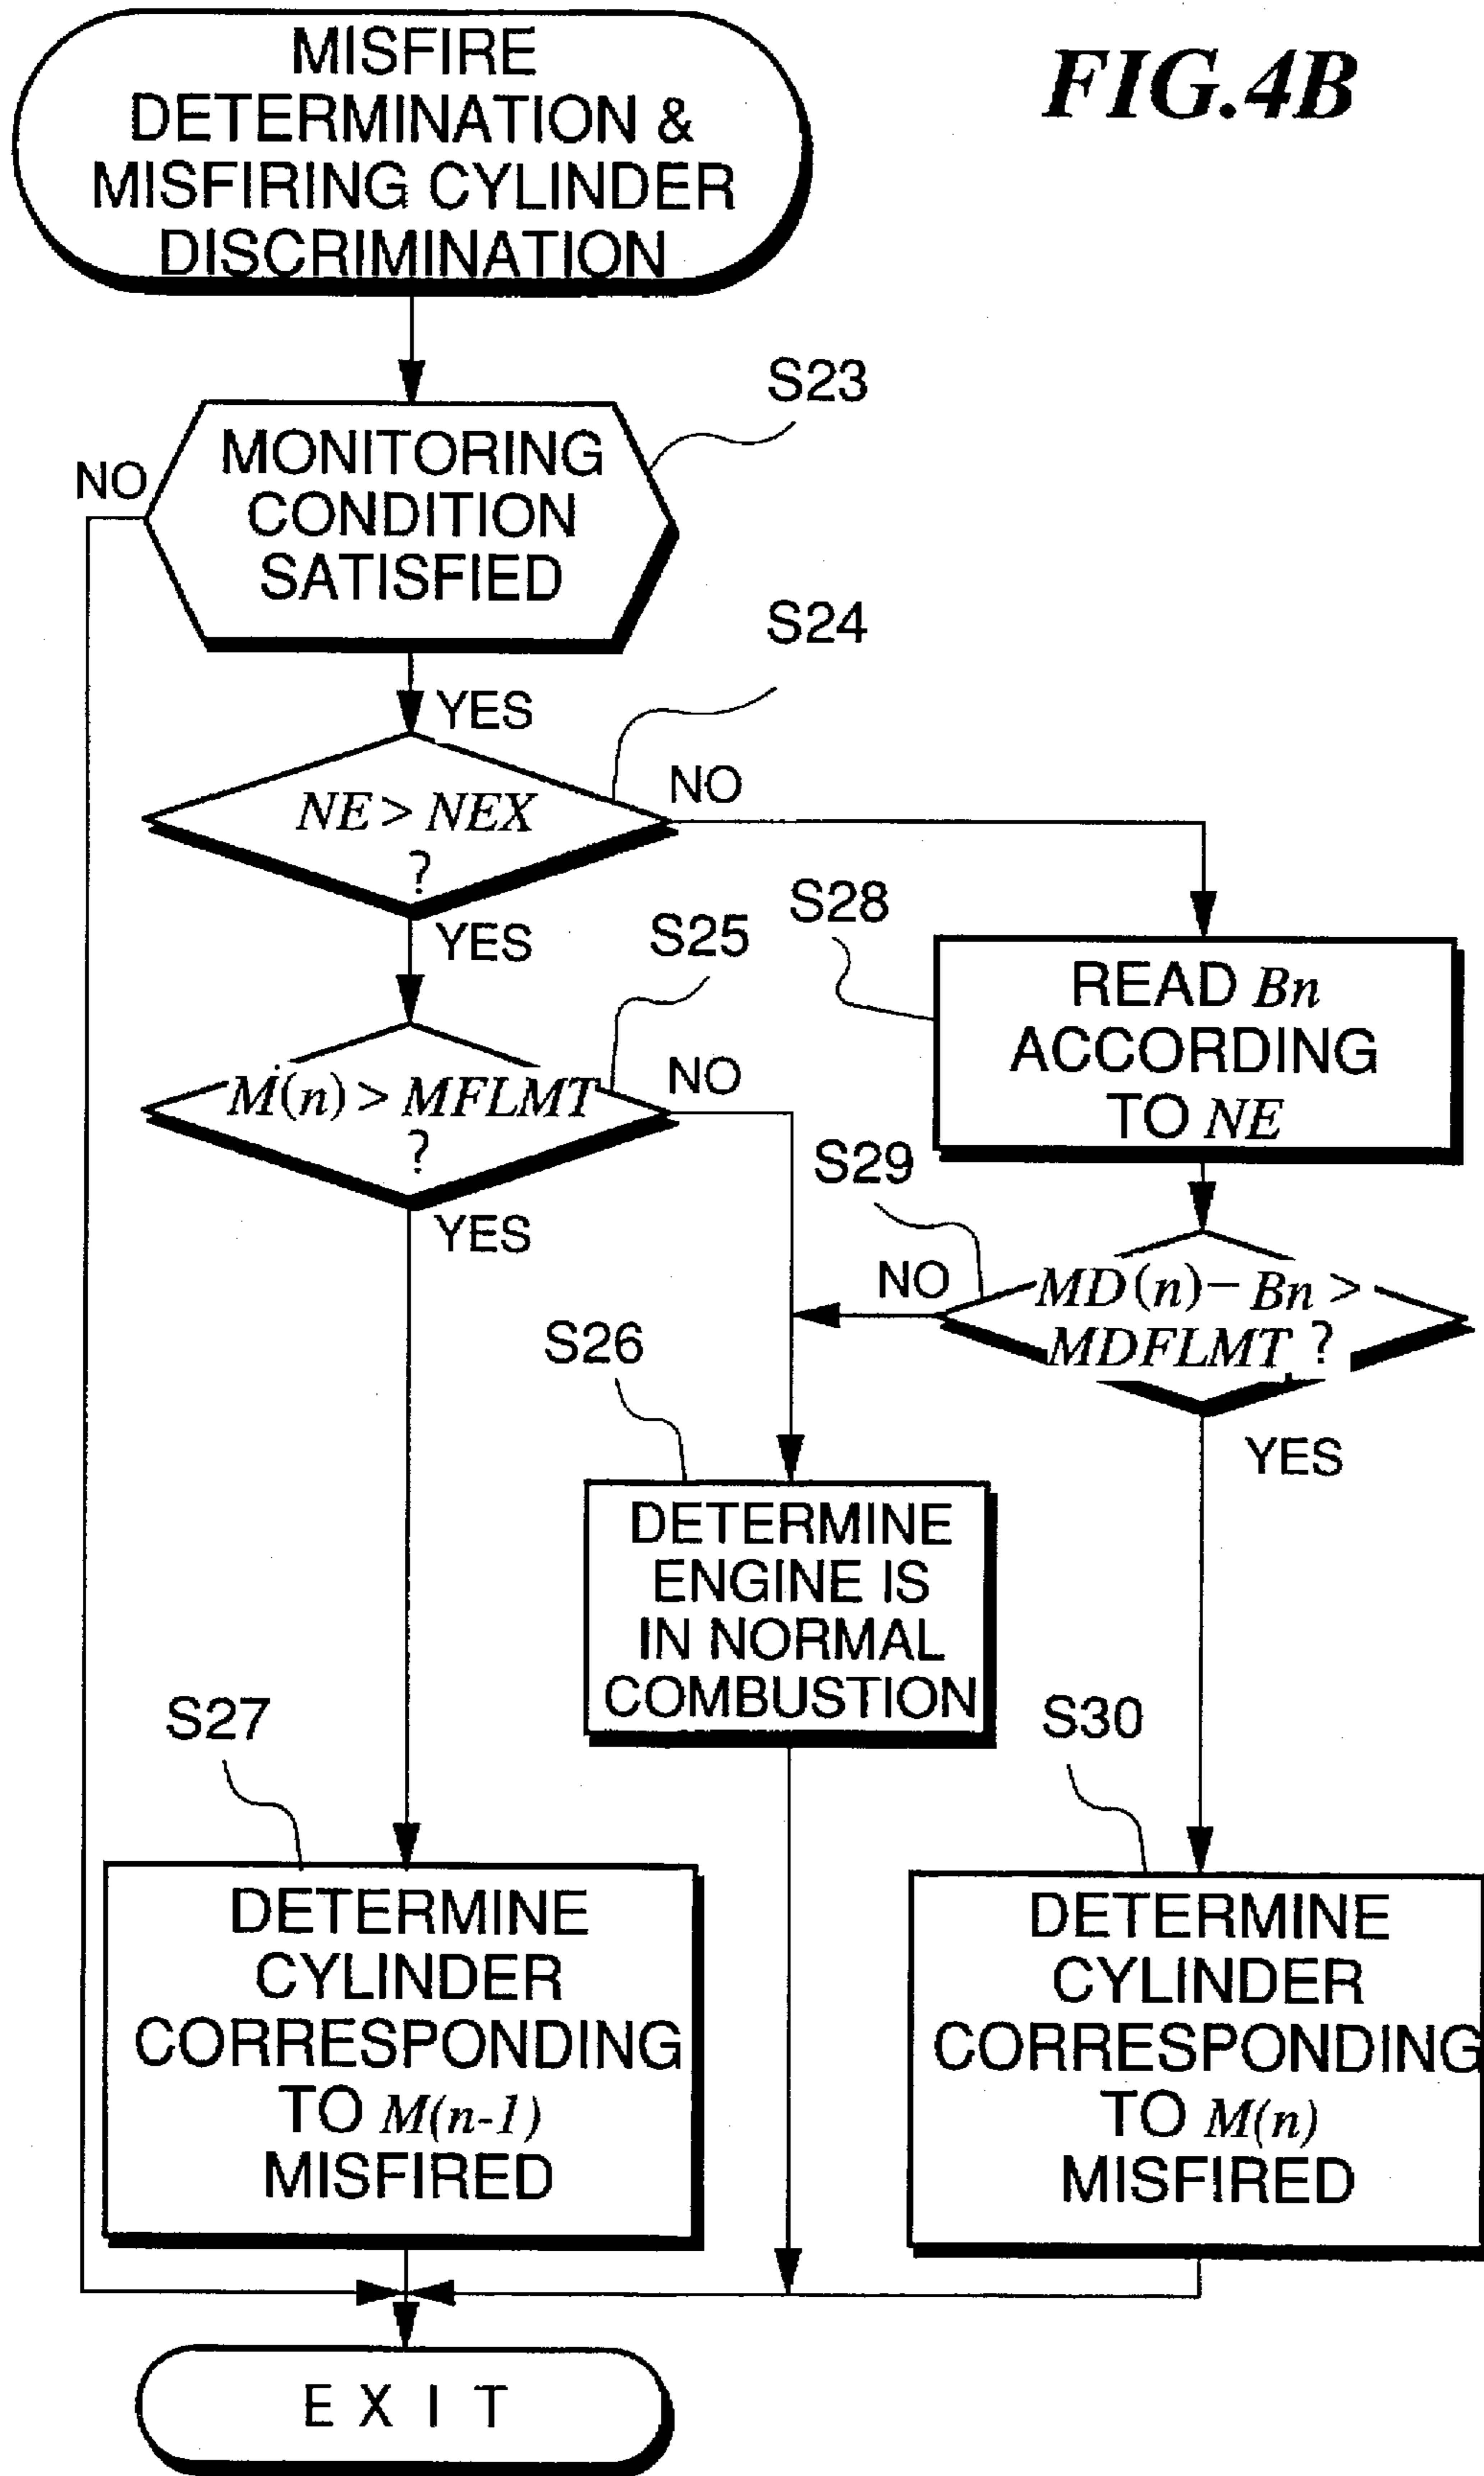 FIG.4B
MISFIRE
DETERMINATION &
MISFIRING CYLINDER
DISCRIMINATION
S23
NO
MONITORING
CONDITION
SATISFIED
S24
YES
NO
NE > NEX
?
YES
S25
S28
READ Bn
ACCORDING
TO NE
NO
M(n) > MFLMT
?
YES
S29
NO
MD(n)- Bn >
MDFLMT ?
YES
S26
DETERMINE
ENGINE IS
IN NORMAL
COMBUSTION
S27
DETERMINE
CYLINDER
CORRESPONDING
TO M(n-1)
MISFIRED
S30
DETERMINE
CYLINDER
CORRESPONDING
TO M(n)
MISFIRED
EXIT